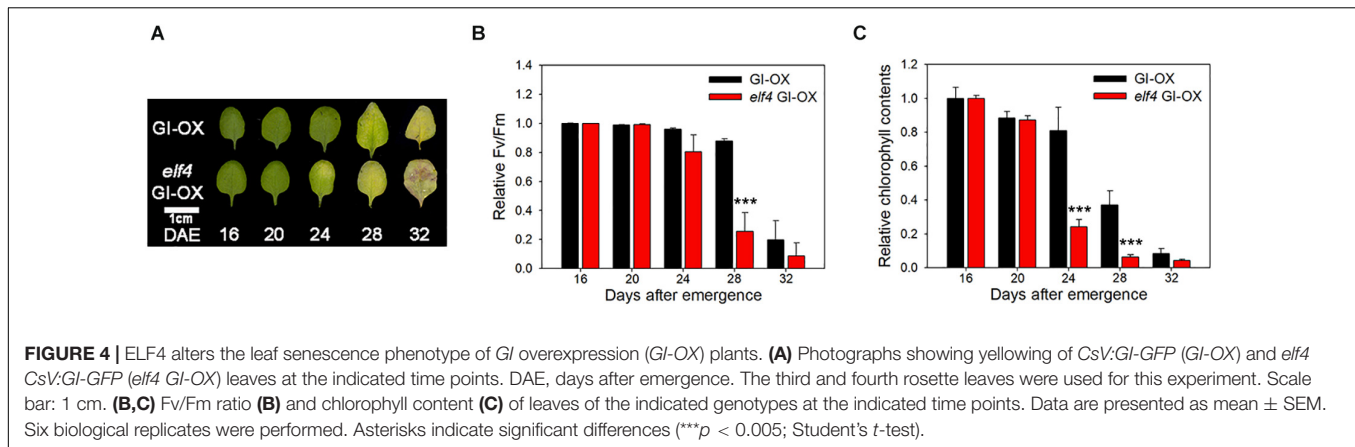 A
GI-OX
elf4
GI-OX
1cm
DAE 16 20 24 28 32
B
GI-OX
elf4 GI-OX
Relative Fv/Fm
1.4
1.2
1.0
0.8
0.6
0.4
0.2
0.0
***
16 20 24 28 32
Days after emergence
C
GI-OX
elf4 GI-OX
Relative chlorophyll contents
1.2
1.0
0.8
0.6
0.4
0.2
0.0
***
***
16 20 24 28 32
Days after emergence
FIGURE 4 | ELF4 alters the leaf senescence phenotype of GI overexpression (GI-OX) plants. (A) Photographs showing yellowing of CsV:GI-GFP (GI-OX) and elf4
CsV:GI-GFP (elf4 GI-OX) leaves at the indicated time points. DAE, days after emergence. The third and fourth rosette leaves were used for this experiment. Scale
bar: 1 cm. (B,C) Fv/Fm ratio (B) and chlorophyll content (C) of leaves of the indicated genotypes at the indicated time points. Data are presented as mean ± SEM.
Six biological replicates were performed. Asterisks indicate significant differences (***p < 0.005; Student's t-test).